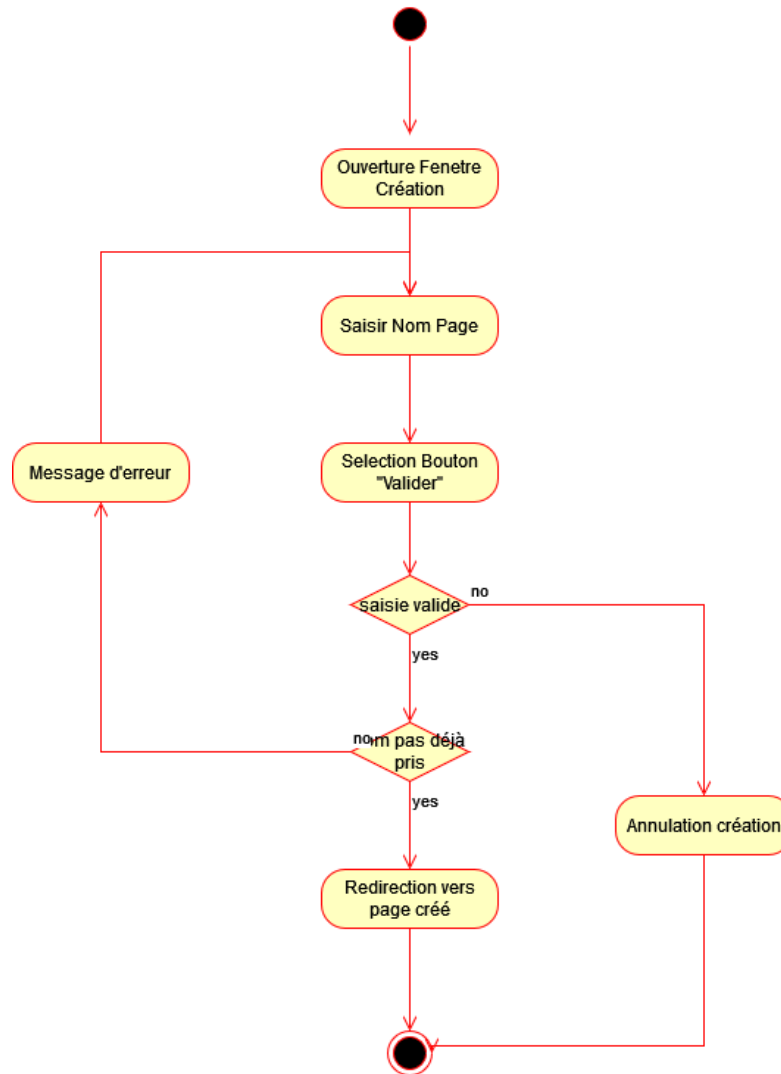 Ouverture Fenetre
Création
Saisir Nom Page
Message d'erreur
Selection Bouton
"Valider"
saisie valide
no
yes
no
m pas déjà
pris
yes
Annulation création
Redirection vers
page créé